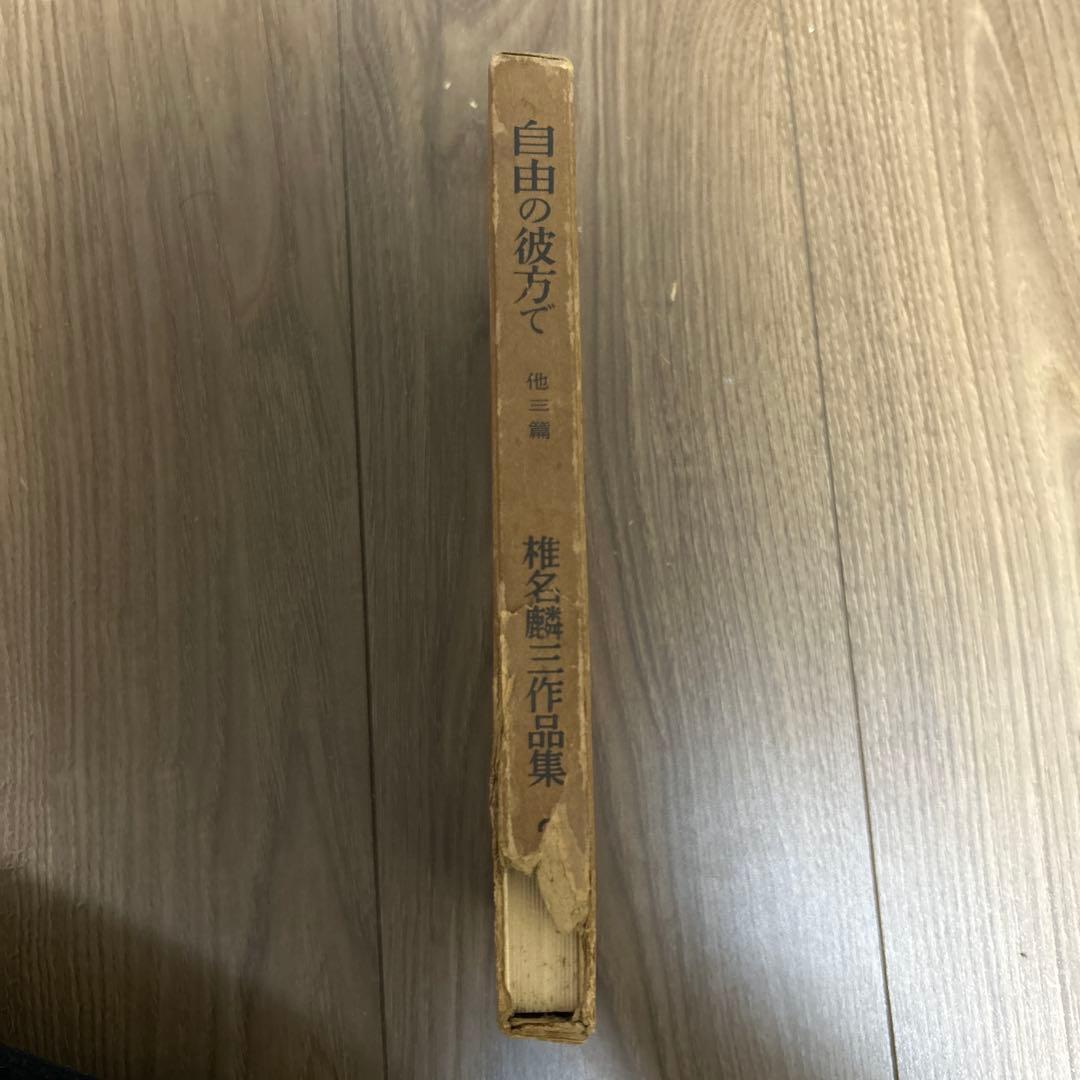 自由の彼方で
他三篇
椎名麟三作品集